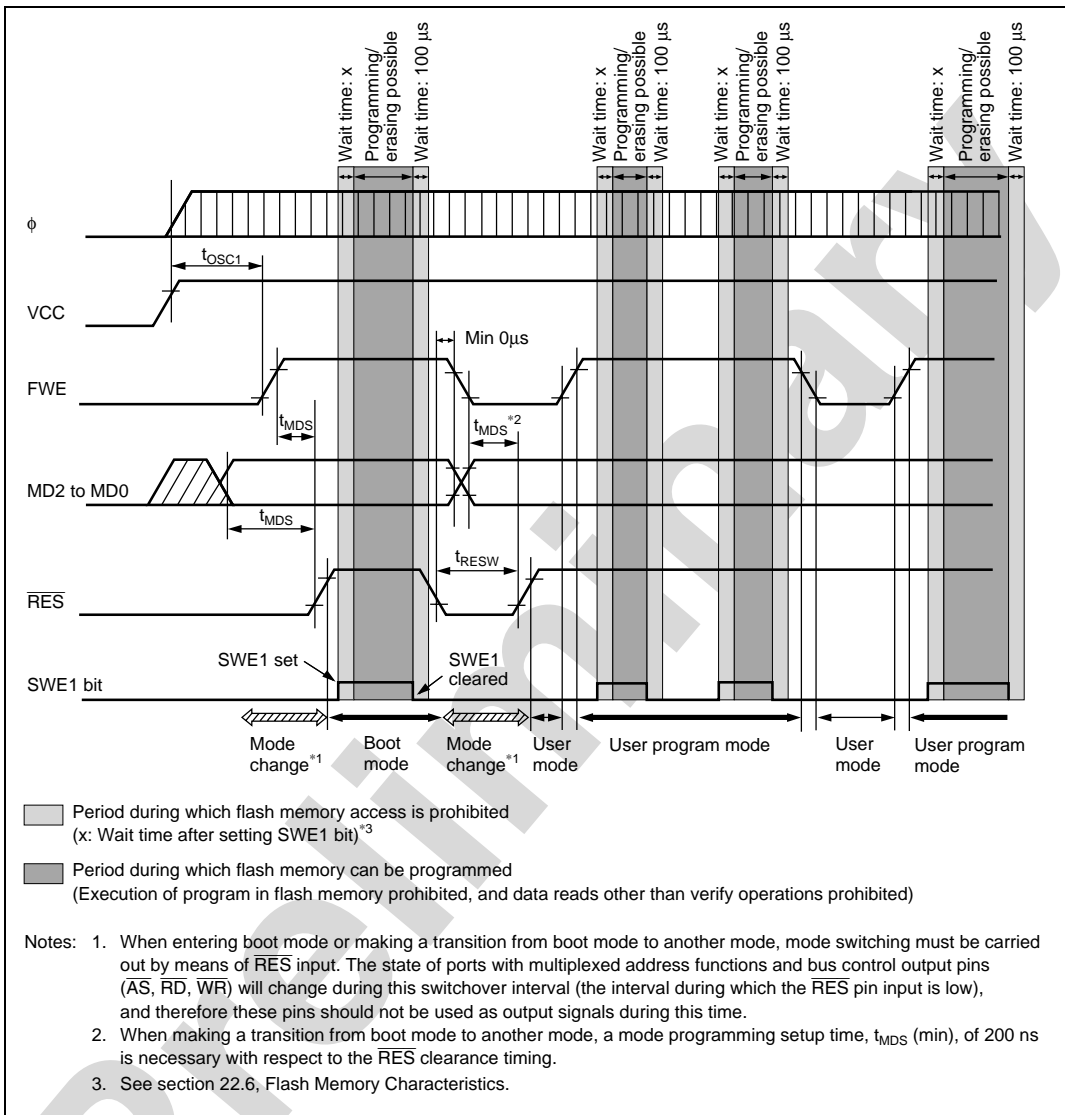 Wait time: x
Programming/
erasing possible
Wait time: 100 µs
Wait time: x
Programming/
erasing possible
Wait time: 100 µs
Wait time: x
Programming/
erasing possible
Wait time: 100 µs
Wait time: x
Programming/
erasing possible
Wait time: 100 µs
ϕ
tOSC1
VCC
Min 0µs
FWE
tMDS
tMDS*2
MD2 to MD0
tMDS
tRESW
RES
SWE1 set
SWE1
cleared
SWE1 bit
Mode
change*1
Boot
mode
Mode
change*1
User
mode
User program mode
User
mode
User program
mode
Period during which flash memory access is prohibited
(x: Wait time after setting SWE1 bit)*3
Period during which flash memory can be programmed
(Execution of program in flash memory prohibited, and data reads other than verify operations prohibited)
Notes: 1. When entering boot mode or making a transition from boot mode to another mode, mode switching must be carried
out by means of RES input. The state of ports with multiplexed address functions and bus control output pins
(AS, RD, WR) will change during this switchover interval (the interval during which the RES pin input is low),
and therefore these pins should not be used as output signals during this time.
2. When making a transition from boot mode to another mode, a mode programming setup time, tMDS (min), of 200 ns
is necessary with respect to the RES clearance timing.
3. See section 22.6, Flash Memory Characteristics.
Preliminary